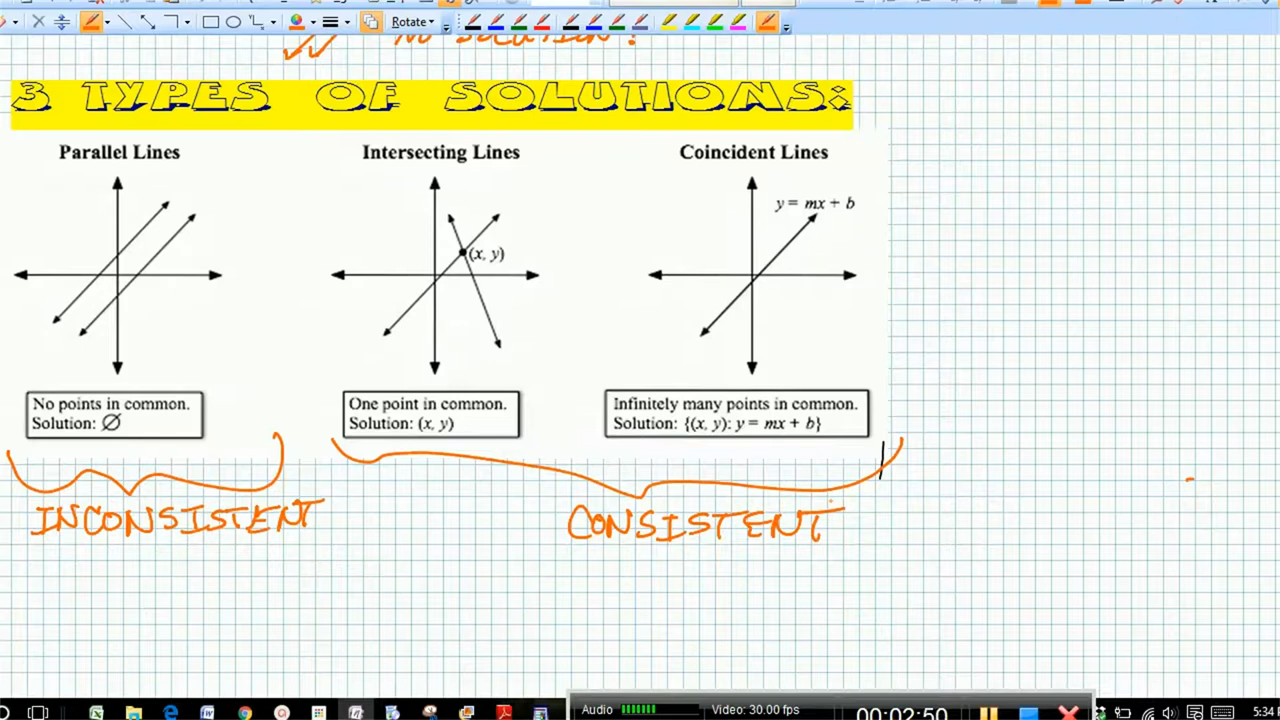 Rotate
NO SOLUTION!
3 TYPES OF SOLUTIONS:
Parallel Lines
Intersecting Lines
Coincident Lines
y = mx + b
(x, y)
No points in common.
Solution: ∅
One point in common.
Solution: (x, y)
Infinitely many points in common.
Solution: {(x, y): y = mx + b}
INCONSISTENT
CONSISTENT
Audio
Video: 30.00 fps
00:02:50
5:34